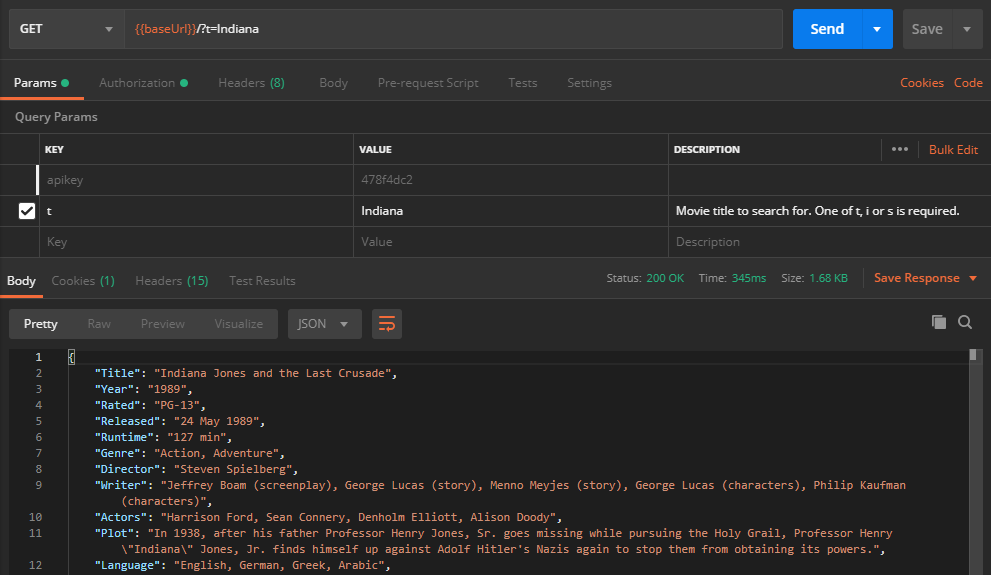 GET {{baseUrl}}/?t=Indiana Send Save
Params Authorization Headers (8) Body Pre-request Script Tests Settings Cookies Code
Query Params
KEY VALUE DESCRIPTION ••• Bulk Edit
apikey 478f4dc2
t Indiana Movie title to search for. One of t, i or s is required.
Key Value Description
Body Cookies (1) Headers (15) Test Results Status: 200 OK Time: 345ms Size: 1.68 KB Save Response
Pretty Raw Preview Visualize JSON
1 {
2 "Title": "Indiana Jones and the Last Crusade",
3 "Year": "1989",
4 "Rated": "PG-13",
5 "Released": "24 May 1989",
6 "Runtime": "127 min",
7 "Genre": "Action, Adventure",
8 "Director": "Steven Spielberg",
9 "Writer": "Jeffrey Boam (screenplay), George Lucas (story), Menno Meyjes (story), George Lucas (characters), Philip Kaufman
(characters)",
10 "Actors": "Harrison Ford, Sean Connery, Denholm Elliott, Alison Doody",
11 "Plot": "In 1938, after his father Professor Henry Jones, Sr. goes missing while pursuing the Holy Grail, Professor Henry
\"Indiana\" Jones, Jr. finds himself up against Adolf Hitler's Nazis again to stop them from obtaining its powers.",
12 "Language": "English, German, Greek, Arabic",